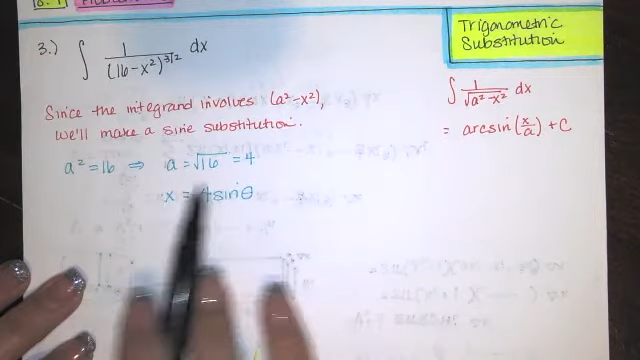 Trigonometric
Substitution
3.) ∫ 1/(16-x²)^3/2 dx
Since the integrand involves (a²-x²),
we'll make a sine substitution.
∫ 1/√(a²-x²) dx
= arcsin(x/a) + C
a² = 16 ⇒ a = √16 = 4
x = 4sinθ